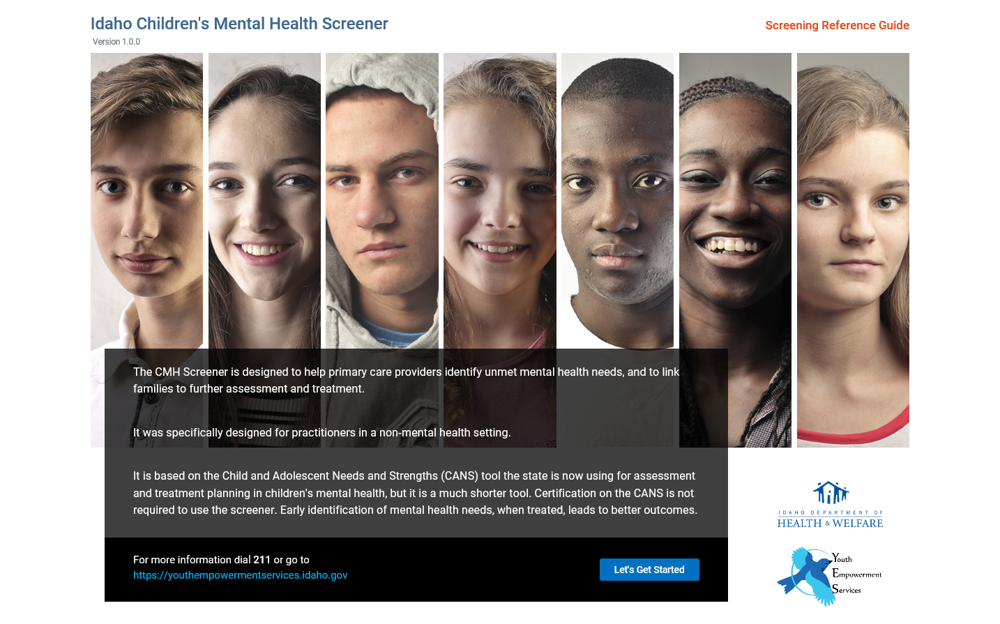 Idaho Children's Mental Health Screener
Screening Reference Guide
Version 1.0.0
The CMH Screener is designed to help primary care providers identify unmet mental health needs, and to link
families to further assessment and treatment.
It was specifically designed for practitioners in a non-mental health setting.
It is based on the Child and Adolescent Needs and Strengths (CANS) tool the state is now using for assessment
and treatment planning in children's mental health, but it is a much shorter tool. Certification on the CANS is not
required to use the screener. Early identification of mental health needs, when treated, leads to better outcomes.
For more information dial 211 or go to
https://youthempowermentservices.idaho.gov
Let's Get Started
IDAHO DEPARTMENT OF
HEALTH & WELFARE
Youth
Empowerment
Services